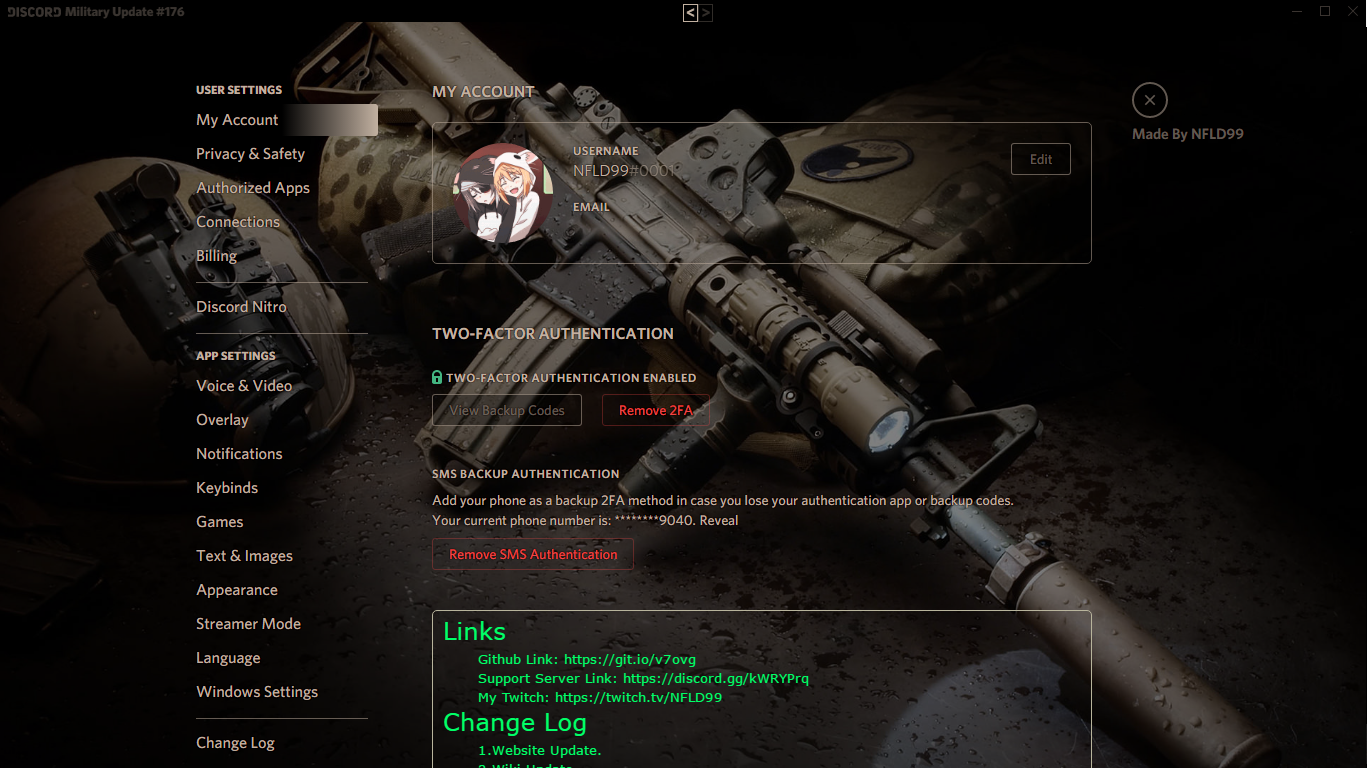 DISCORD Military Update #176
< >
USER SETTINGS
My Account
Privacy & Safety
Authorized Apps
Connections
Billing
Discord Nitro
APP SETTINGS
Voice & Video
Overlay
Notifications
Keybinds
Games
Text & Images
Appearance
Streamer Mode
Language
Windows Settings
Change Log
MY ACCOUNT
USERNAME
NFLD99#0001
EMAIL
Edit
TWO-FACTOR AUTHENTICATION
TWO-FACTOR AUTHENTICATION ENABLED
View Backup Codes
Remove 2FA
SMS BACKUP AUTHENTICATION
Add your phone as a backup 2FA method in case you lose your authentication app or backup codes.
Your current phone number is: ********9040. Reveal
Remove SMS Authentication
Links
Github Link: https://git.io/v7ovg
Support Server Link: https://discord.gg/kWRYPrq
My Twitch: https://twitch.tv/NFLD99
Change Log
1.Website Update.
2.Wiki Update.
Made By NFLD99